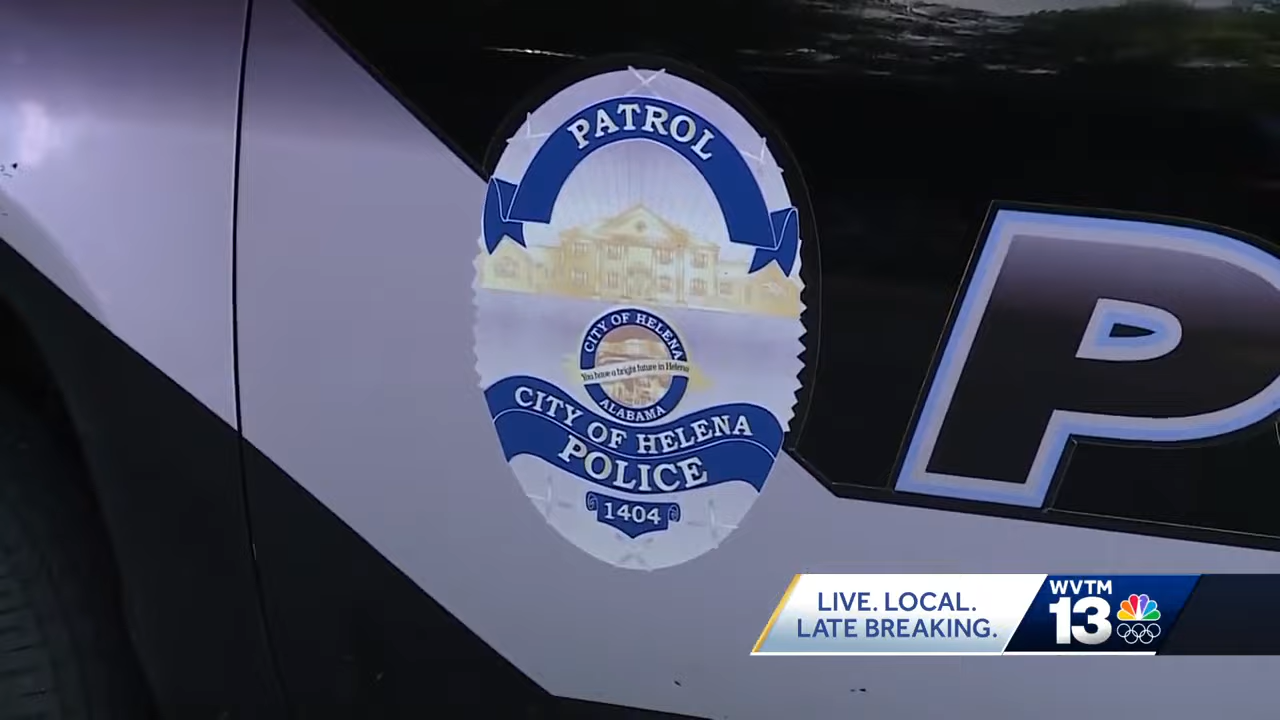 PATROL
CITY OF HELENA
You have a bright future in Helena
ALABAMA
CITY OF HELENA
POLICE
1404
P
LIVE. LOCAL.
LATE BREAKING.
WVTM
13